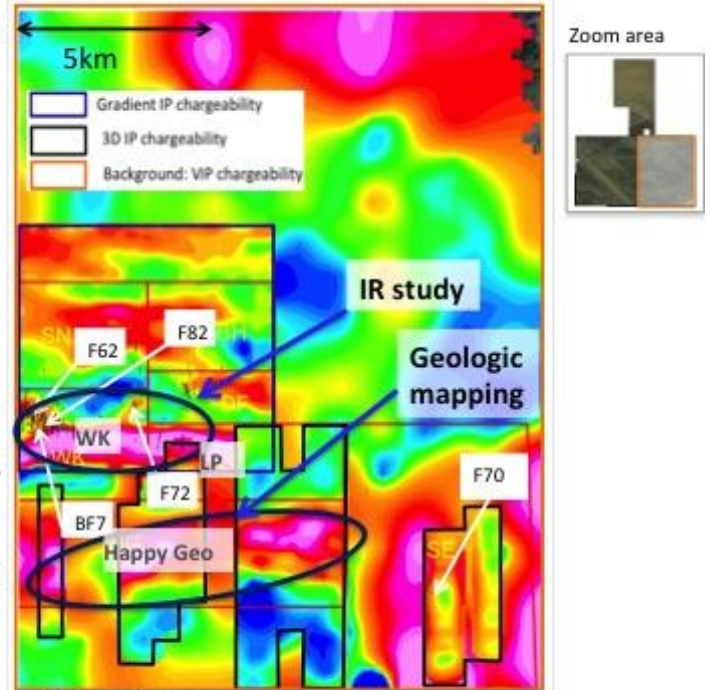 5km
Zoom area
Gradient IP chargeability
3D IP chargeability
Background: VIP chargeability
IR study
F82
F62
Geologic
mapping
WK
LP
F70
F72
BF7
Happy Geo
SE